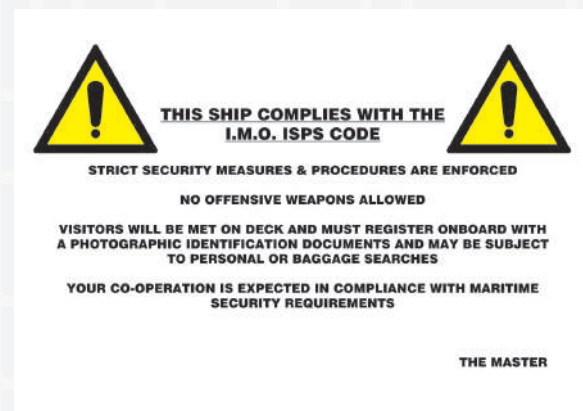 THIS SHIP COMPLIES WITH THE
I.M.O. ISPS CODE
STRICT SECURITY MEASURES & PROCEDURES ARE ENFORCED
NO OFFENSIVE WEAPONS ALLOWED
VISITORS WILL BE MET ON DECK AND MUST REGISTER ONBOARD WITH
A PHOTOGRAPHIC IDENTIFICATION DOCUMENTS AND MAY BE SUBJECT
TO PERSONAL OR BAGGAGE SEARCHES
YOUR CO-OPERATION IS EXPECTED IN COMPLIANCE WITH MARITIME
SECURITY REQUIREMENTS
THE MASTER